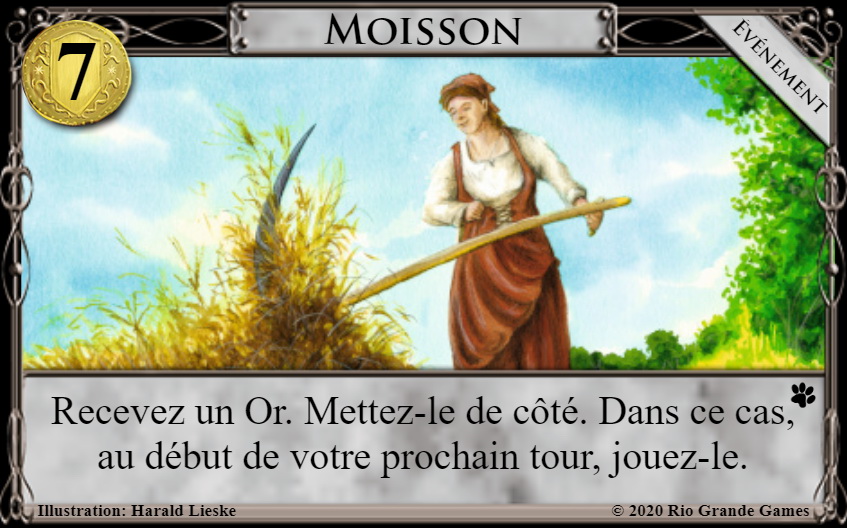 7
MOISSON
ÉVÉNEMENT
Recevez un Or. Mettez-le de côté. Dans ce cas,
au début de votre prochain tour, jouez-le.
Illustration: Harald Lieske
© 2020 Rio Grande Games